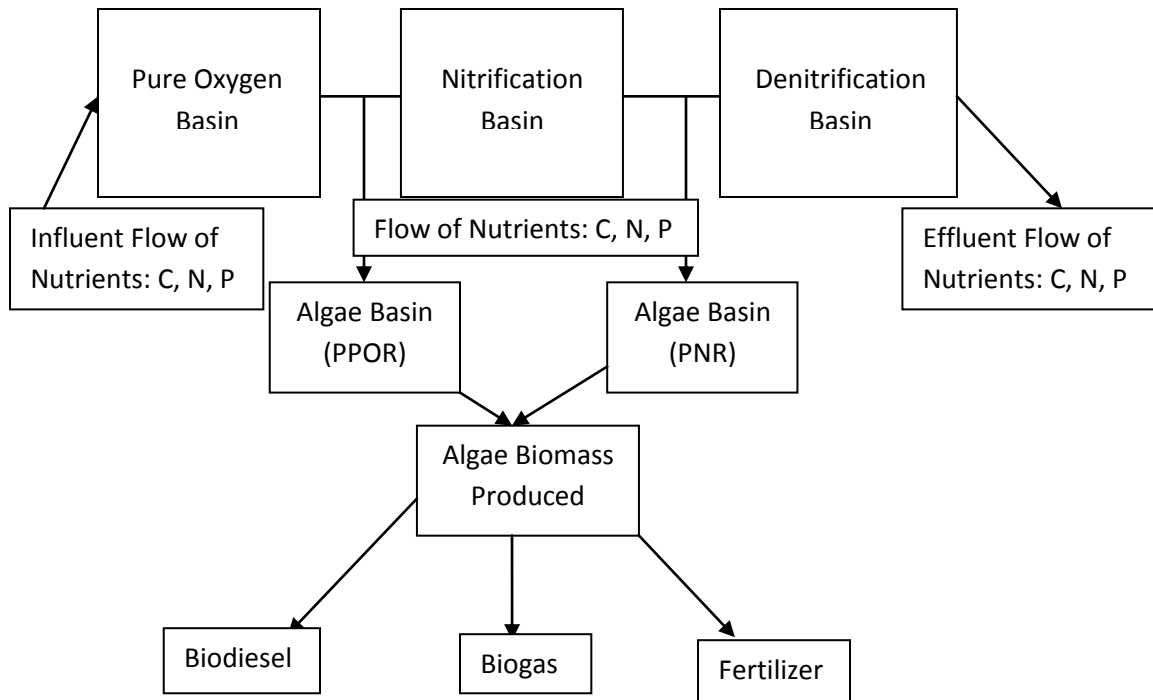 Pure Oxygen
Basin
Nitrification
Basin
Denitrification
Basin
Influent Flow of
Nutrients: C, N, P
Flow of Nutrients: C, N, P
Effluent Flow of
Nutrients: C, N, P
Algae Basin
(PPOR)
Algae Basin
(PNR)
Algae Biomass
Produced
Biodiesel
Biogas
Fertilizer